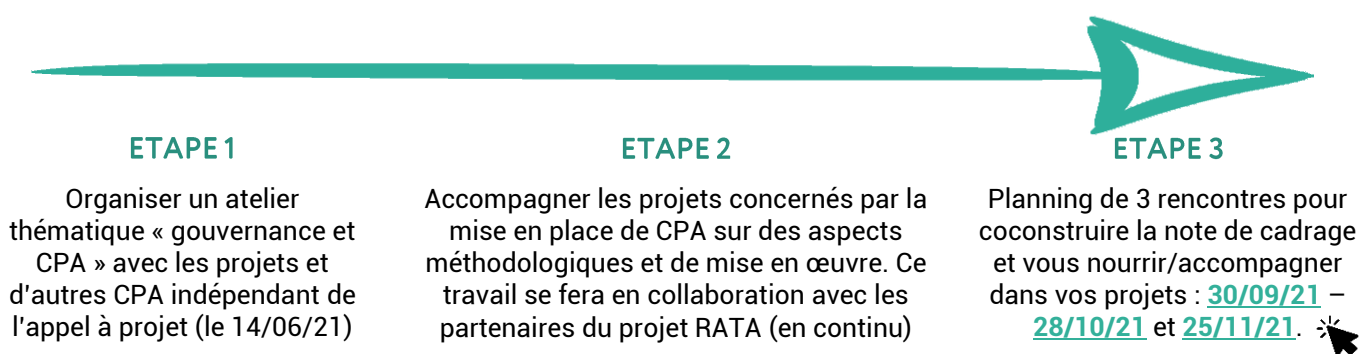 ETAPE 1
Organiser un atelier
thématique « gouvernance et
CPA » avec les projets et
d'autres CPA indépendant de
l'appel à projet (le 14/06/21)
ETAPE 2
Accompagner les projets concernés par la
mise en place de CPA sur des aspects
méthodologiques et de mise en œuvre. Ce
travail se fera en collaboration avec les
partenaires du projet RATA (en continu)
ETAPE 3
Planning de 3 rencontres pour
coconstruire la note de cadrage
et vous nourrir/accompagner
dans vos projets : 30/09/21 –
28/10/21 et 25/11/21.